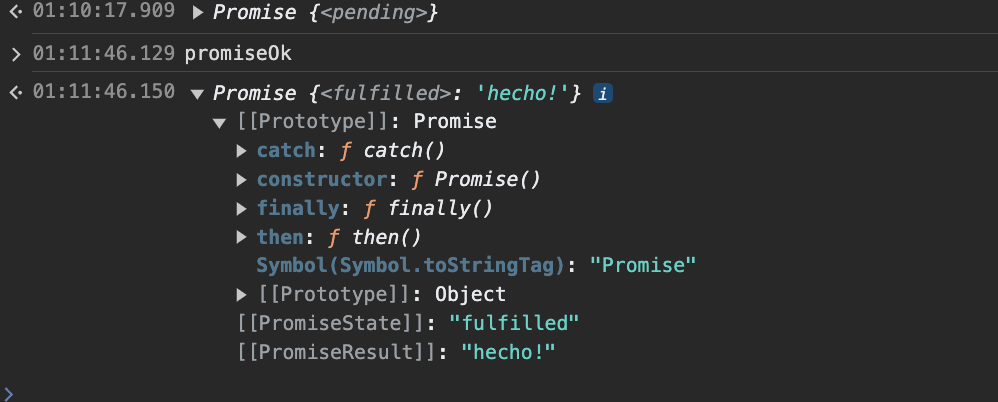 01:10:17.909 Promise {<pending>}
01:11:46.129 promiseOk
01:11:46.150 Promise {<fulfilled>: 'hecho!'} i
[[Prototype]]: Promise
catch: ƒ catch()
constructor: ƒ Promise()
finally: ƒ finally()
then: ƒ then()
Symbol(Symbol.toStringTag): "Promise"
[[Prototype]]: Object
[[PromiseState]]: "fulfilled"
[[PromiseResult]]: "hecho!"